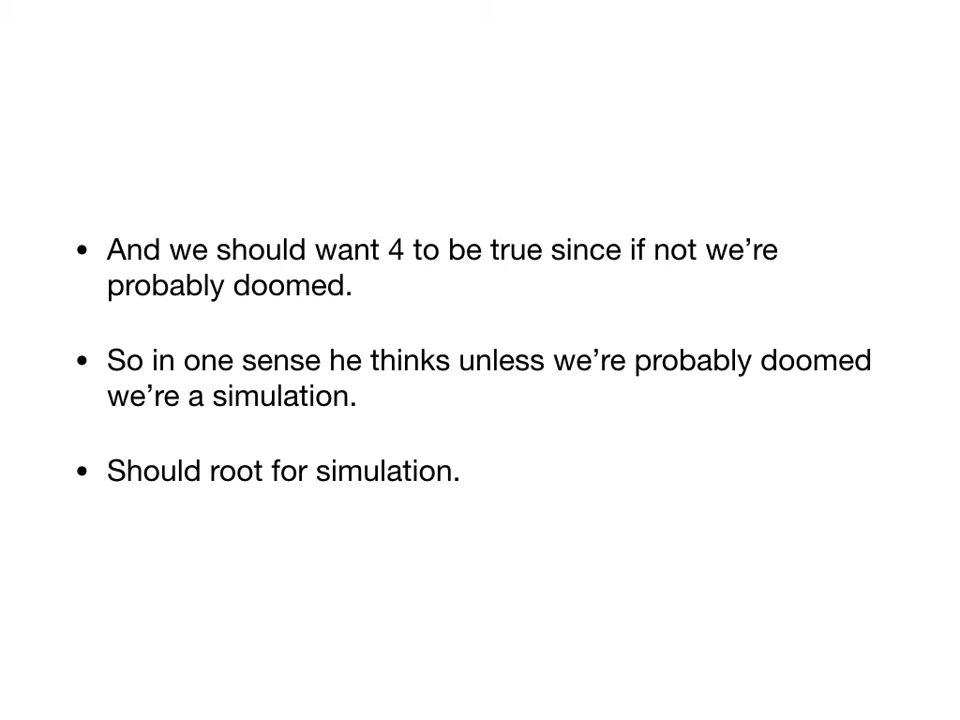 • And we should want 4 to be true since if not we’re
probably doomed.
• So in one sense he thinks unless we’re probably doomed
we’re a simulation.
• Should root for simulation.